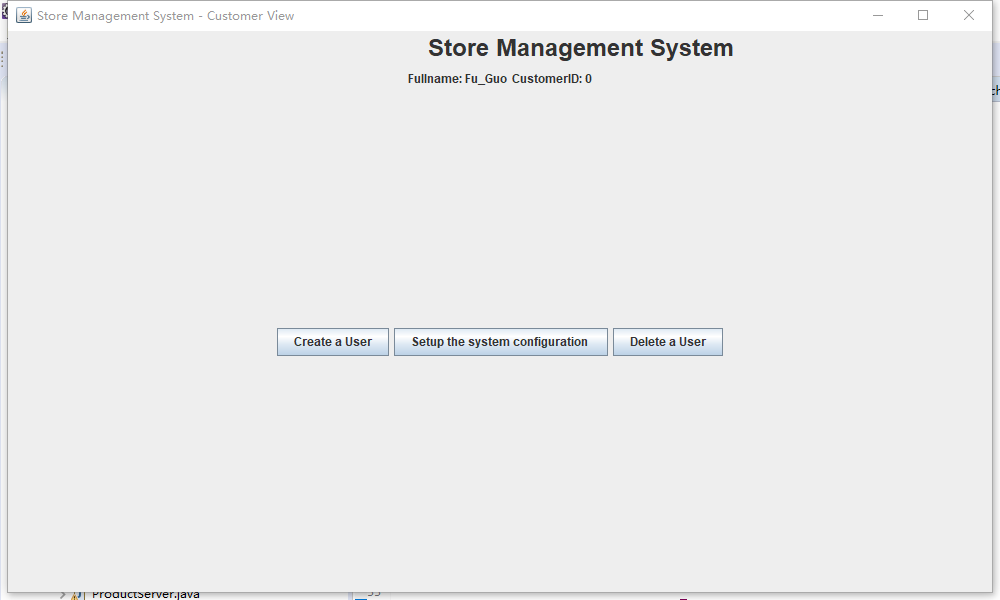 Store Management System - Customer View
Store Management System
Fullname: Fu_Guo CustomerID: 0
Create a User
Setup the system configuration
Delete a User
ProductServer.java